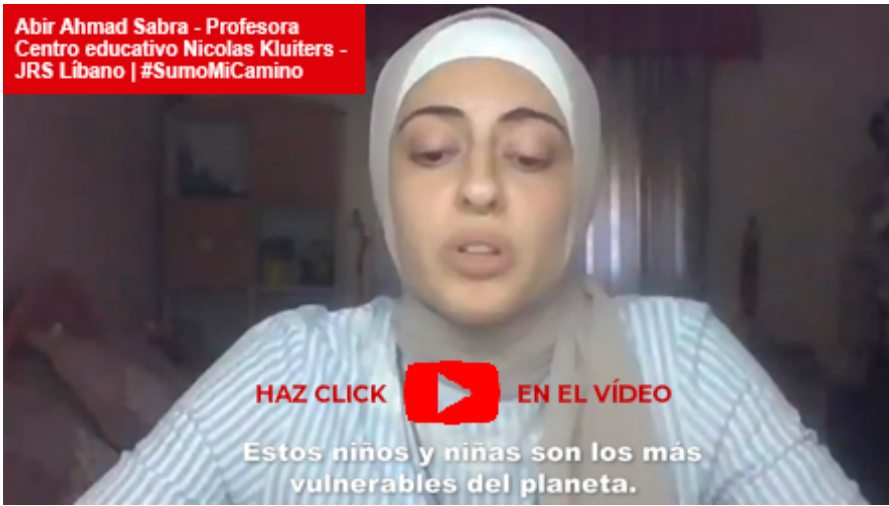 Abir Ahmad Sabra - Profesora
Centro educativo Nicolas Kluiters -
JRS Líbano | #SumoMiCamino
HAZ CLICK EN EL VÍDEO
Estos niños y niñas son los más
vulnerables del planeta.